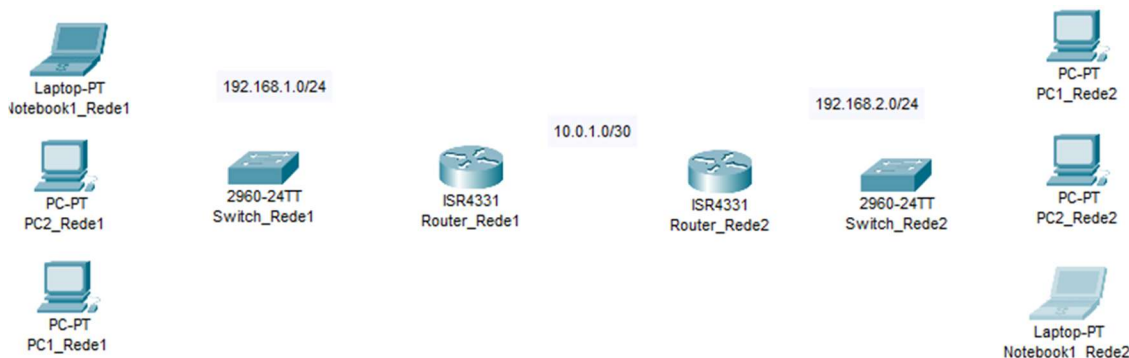 Laptop-PT
Notebook1_Rede1
192.168.1.0/24
PC-PT
PC2_Rede1
PC-PT
PC1_Rede1
2960-24TT
Switch_Rede1
ISR4331
Router_Rede1
10.0.1.0/30
ISR4331
Router_Rede2
192.168.2.0/24
2960-24TT
Switch_Rede2
PC-PT
PC1_Rede2
PC-PT
PC2_Rede2
Laptop-PT
Notebook1_Rede2